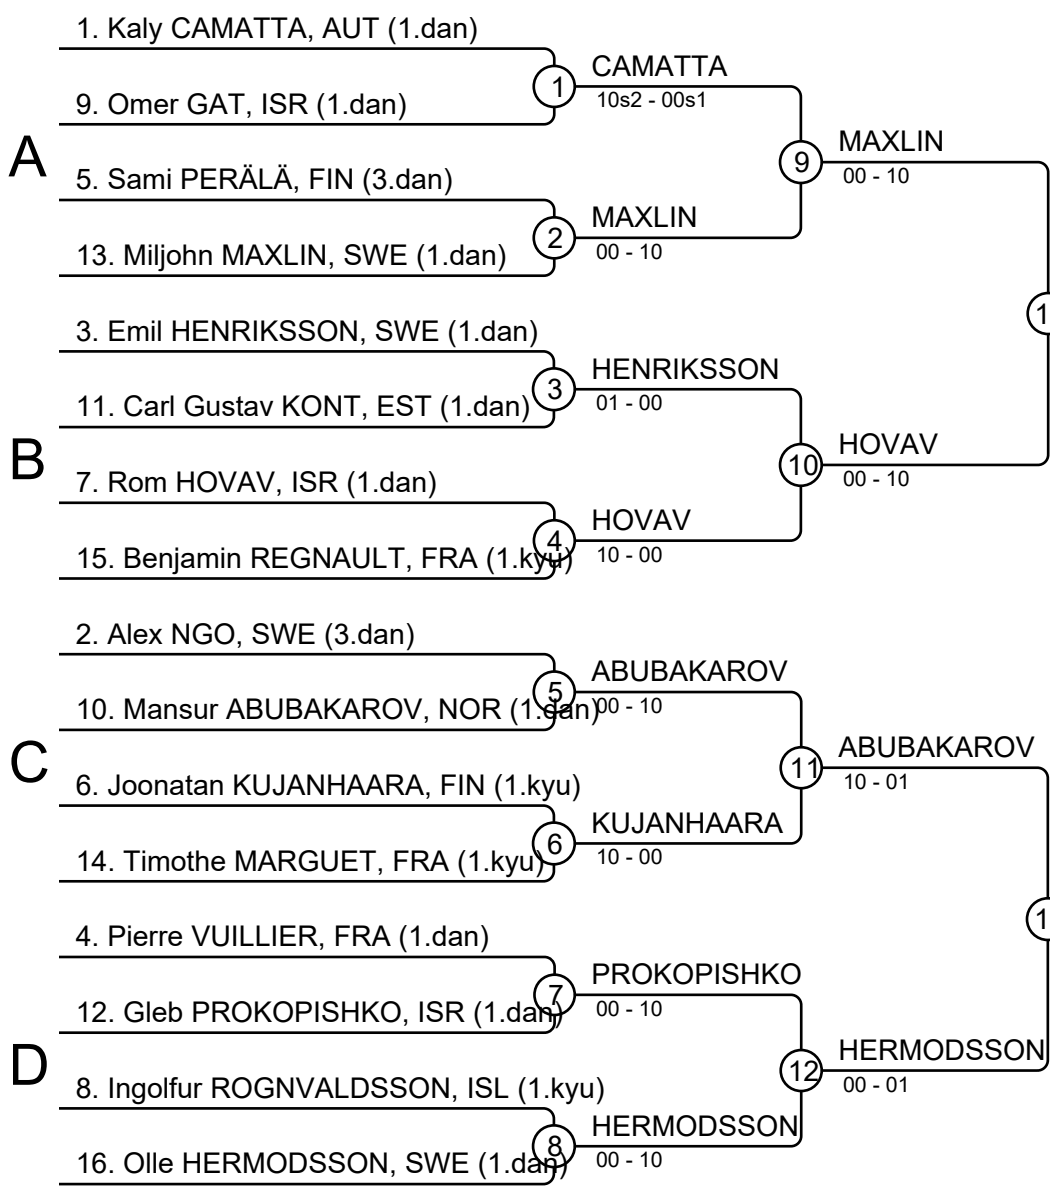 1. Kaly CAMATTA, AUT (1.dan)
1
CAMATTA
10s2 - 00s1
9. Omer GAT, ISR (1.dan)
A
9
MAXLIN
00 - 10
5. Sami PERÄLÄ, FIN (3.dan)
2
MAXLIN
00 - 10
13. Miljohn MAXLIN, SWE (1.dan)
1
3. Emil HENRIKSSON, SWE (1.dan)
3
HENRIKSSON
01 - 00
11. Carl Gustav KONT, EST (1.dan)
B
10
HOVAV
00 - 10
7. Rom HOVAV, ISR (1.dan)
4
HOVAV
10 - 00
15. Benjamin REGNAULT, FRA (1.kyu)
2. Alex NGO, SWE (3.dan)
5
ABUBAKAROV
00 - 10
10. Mansur ABUBAKAROV, NOR (1.dan)
C
11
ABUBAKAROV
10 - 01
6. Joonatan KUJANHAARA, FIN (1.kyu)
6
KUJANHAARA
10 - 00
14. Timothe MARGUET, FRA (1.kyu)
1
4. Pierre VUILLIER, FRA (1.dan)
7
PROKOPISHKO
00 - 10
12. Gleb PROKOPISHKO, ISR (1.dan)
D
12
HERMODSSON
00 - 01
8. Ingolfur ROGNVALDSSON, ISL (1.kyu)
8
HERMODSSON
00 - 10
16. Olle HERMODSSON, SWE (1.dan)